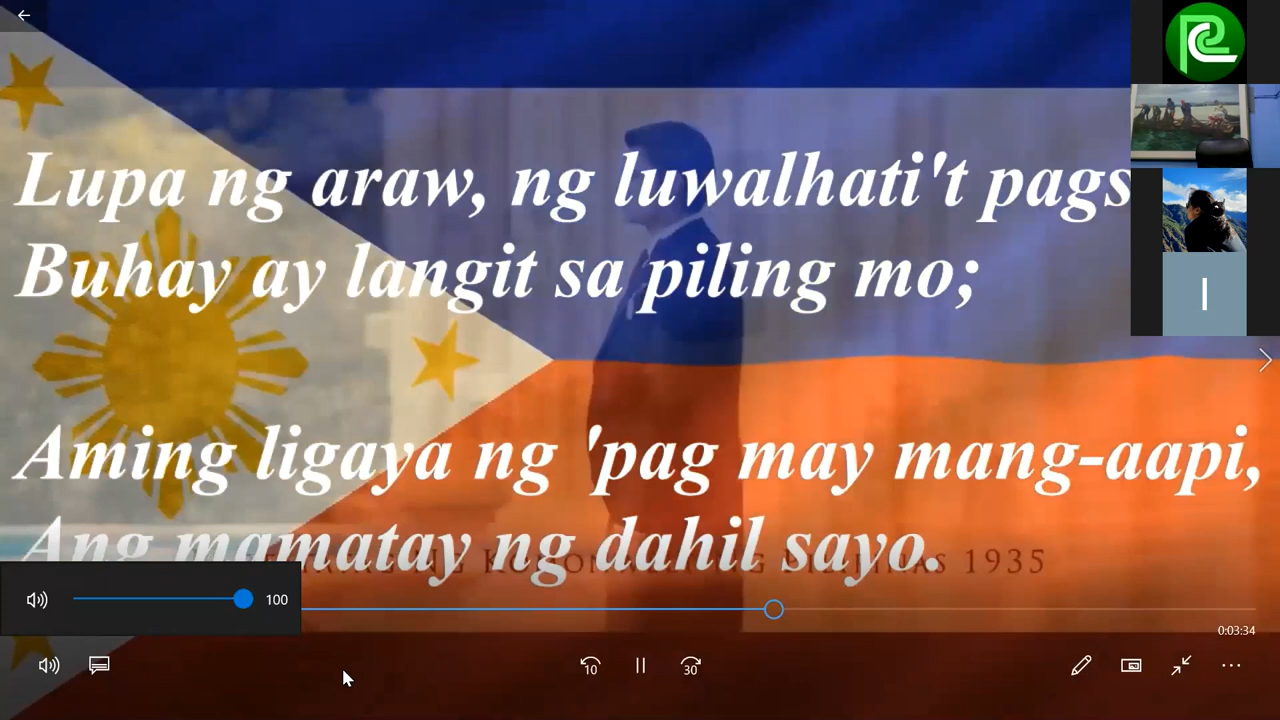 Lupa ng araw, ng luwalhati't pags
Buhay ay langit sa piling mo;
Aming ligaya ng 'pag may mang-aapi,
Ang mamatay ng dahil sayo.
1935
100
0:03:34
10
30
I